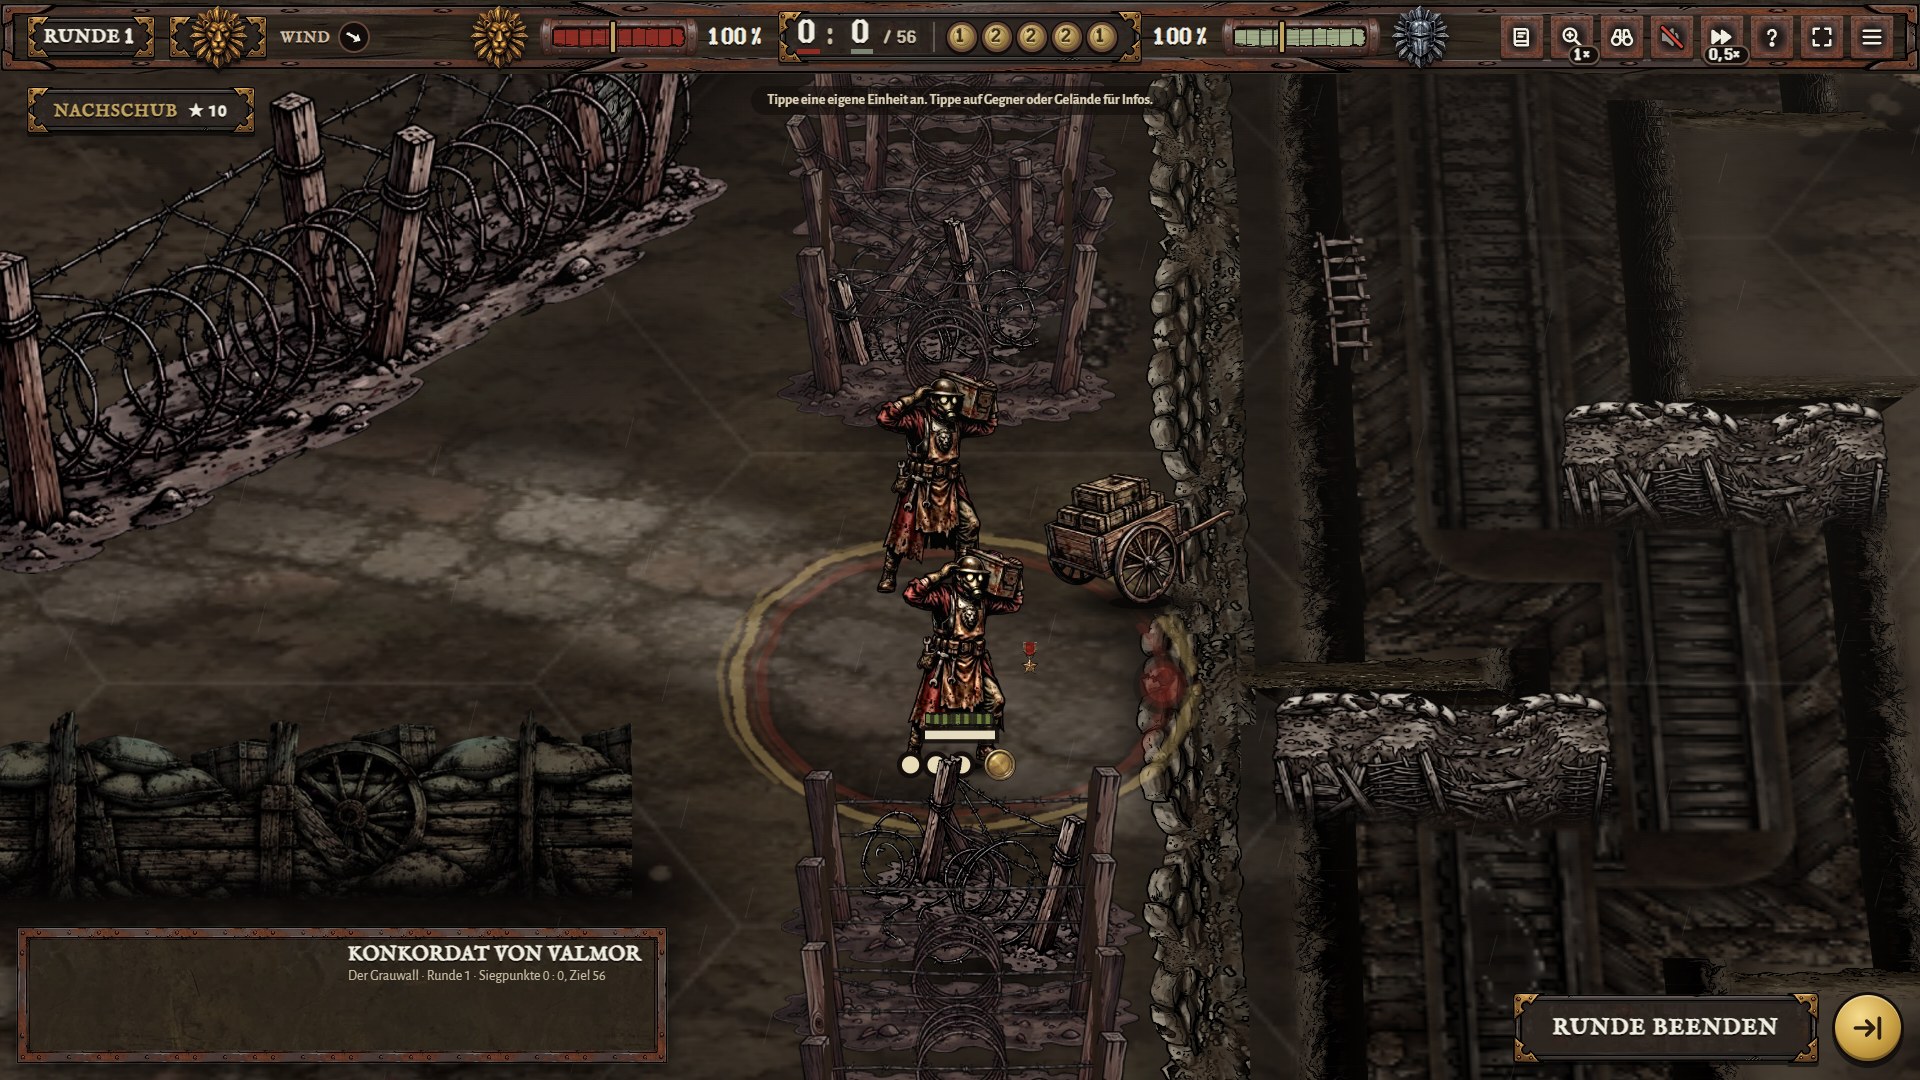 RUNDE 1
WIND
100 %
0 : 0 / 56
1 2 2 2 1
100 %
1×
0,5×
?
NACHSCHUB ★ 10
Tippe eine eigene Einheit an. Tippe auf Gegner oder Gelände für Infos.
KONKORDAT VON VALMOR
Der Grauwall · Runde 1 · Siegpunkte 0 : 0, Ziel 56
RUNDE BEENDEN